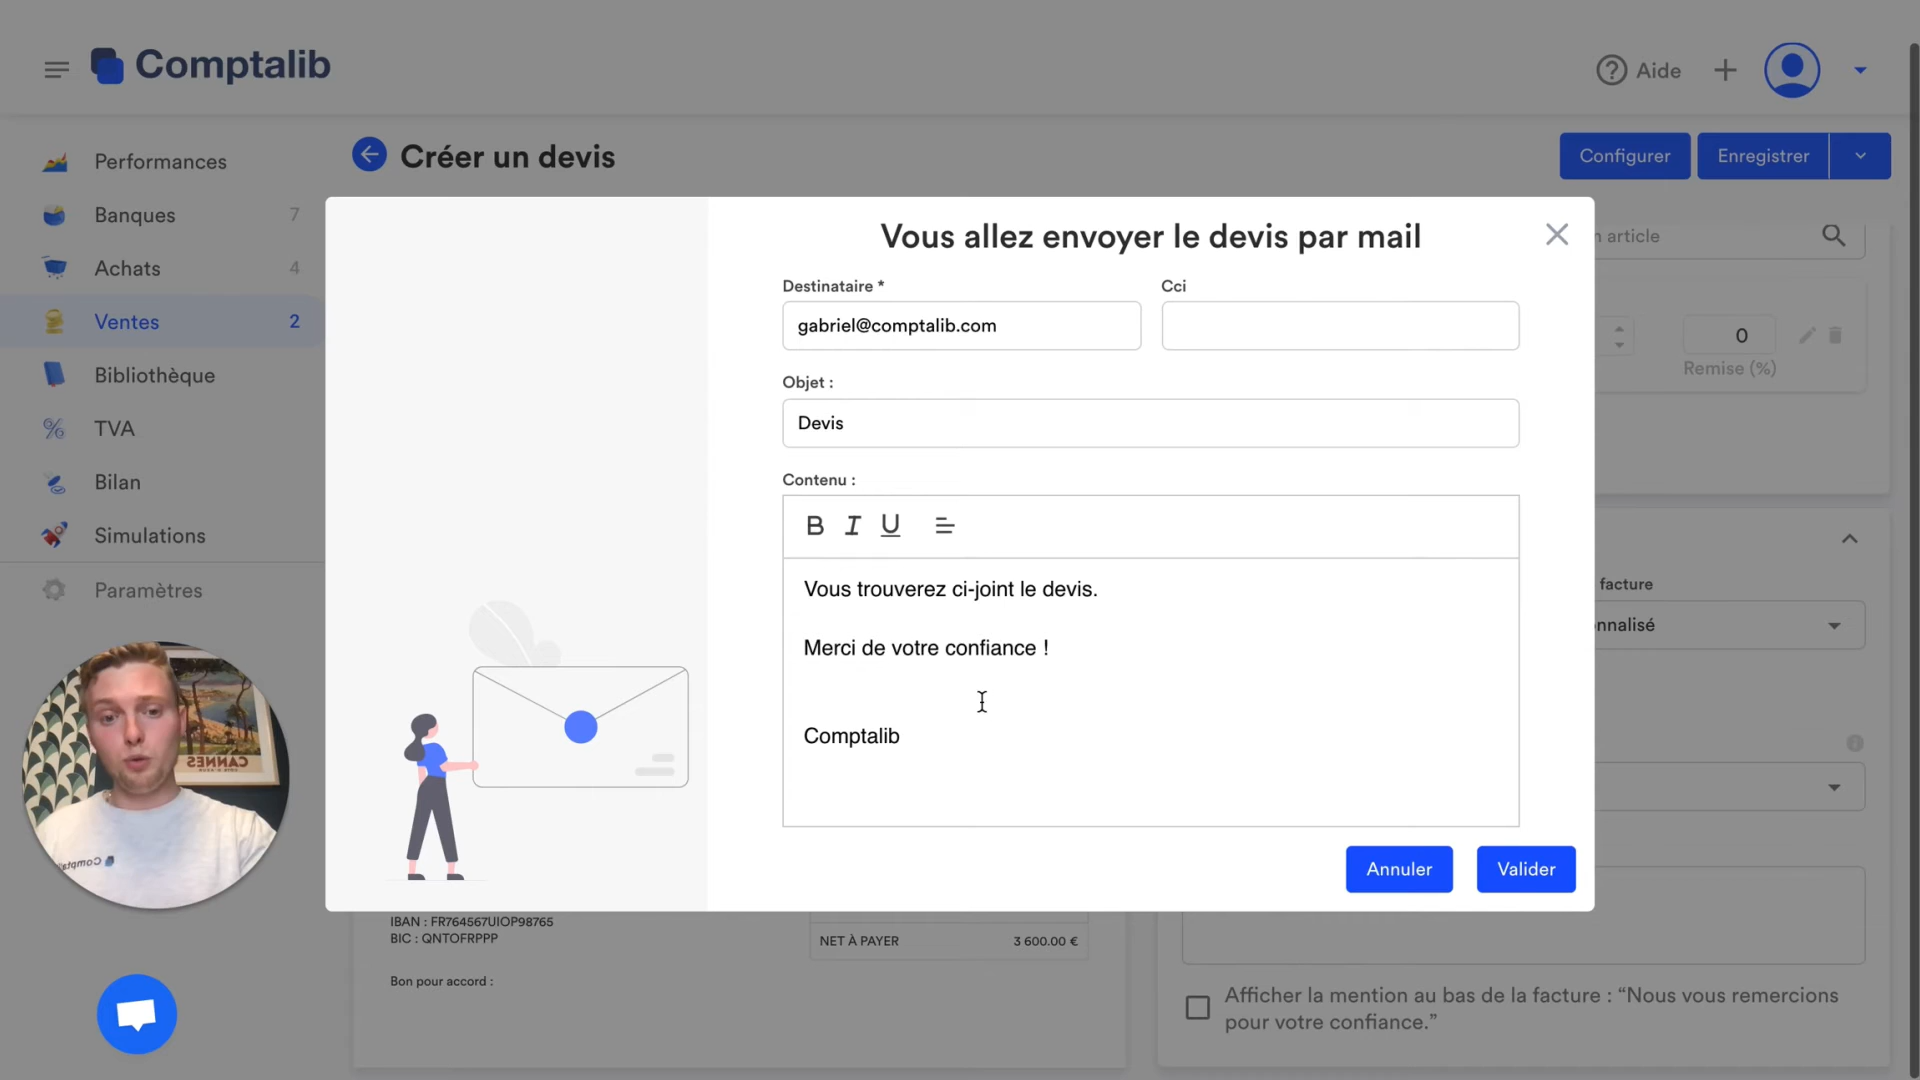 Comptalib
Aide
Performances
Banques 7
Achats 4
Ventes 2
Bibliothèque
TVA
Bilan
Simulations
Paramètres
Créer un devis
Configurer
Enregistrer
Vous allez envoyer le devis par mail
Destinataire *
gabriel@comptalib.com
Cci
Objet :
Devis
Contenu :
B I U
Vous trouverez ci-joint le devis.
Merci de votre confiance !
Comptalib
Annuler
Valider
article
0
Remise (%)
facture
nnalisé
CANNES
IBAN : FR764567UIOP98765
BIC : QNTOFRPPP
NET À PAYER 3 600.00 €
Bon pour accord :
Afficher la mention au bas de la facture : “Nous vous remercions
pour votre confiance.”